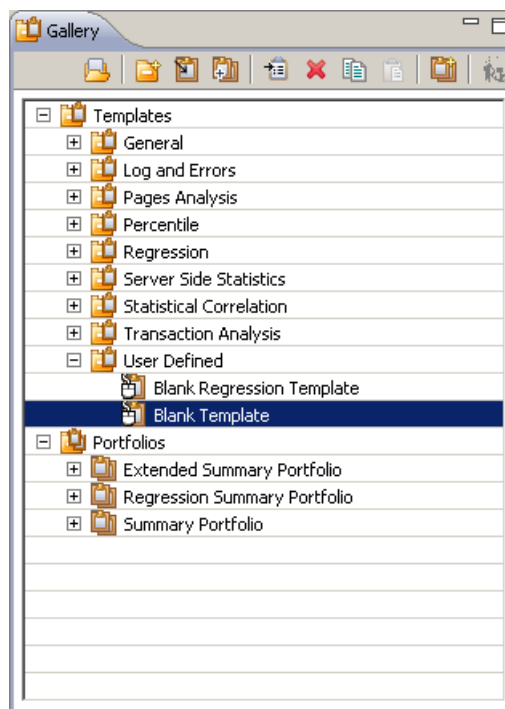 Gallery
Templates
General
Log and Errors
Pages Analysis
Percentile
Regression
Server Side Statistics
Statistical Correlation
Transaction Analysis
User Defined
Blank Regression Template
Blank Template
Portfolios
Extended Summary Portfolio
Regression Summary Portfolio
Summary Portfolio